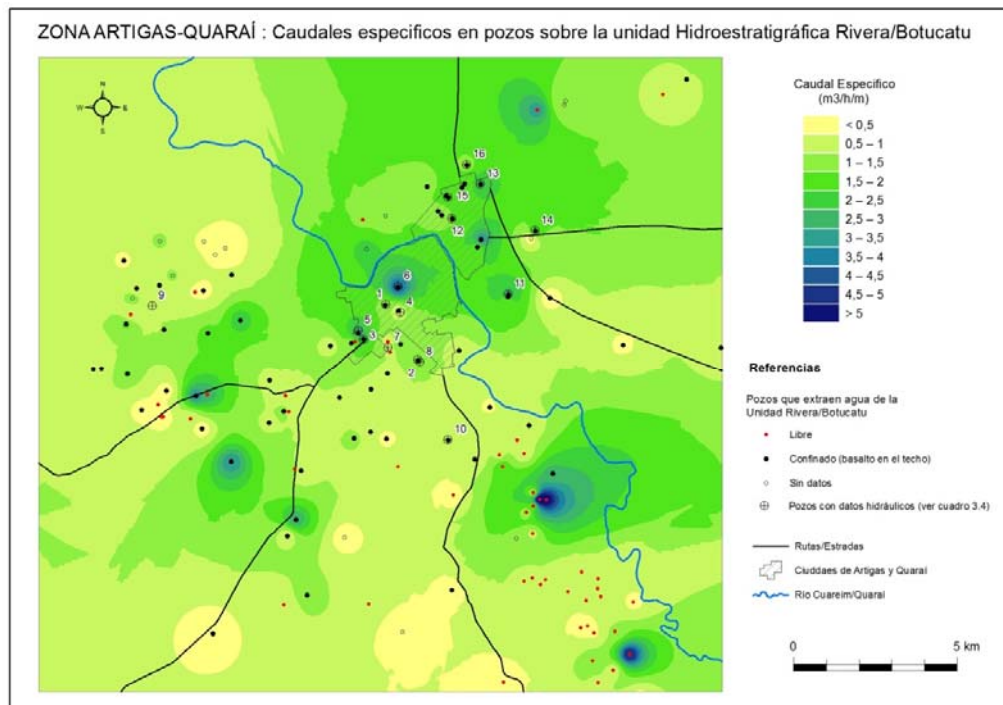 ZONA ARTIGAS-QUARAÍ : Caudales especificos en pozos sobre la unidad Hidroestratigráfica Rivera/Botucatu
N
W E
S
16
13
15
12
14
6
11
1
4
9
5
3
7
8
2
10
Caudal Especifico
(m3/h/m)
< 0,5
0,5 – 1
1 – 1,5
1,5 – 2
2 – 2,5
2,5 – 3
3 – 3,5
3,5 – 4
4 – 4,5
4,5 – 5
> 5
Referencias
Pozos que extraen agua de la
Unidad Rivera/Botucatu
Libre
Confinado (basalto en el techo)
Sin datos
Pozos con datos hidráulicos (ver cuadro 3.4)
Rutas/Estradas
Ciuddaes de Artigas y Quaraí
Río Cuareim/Quaraí
0 5 km